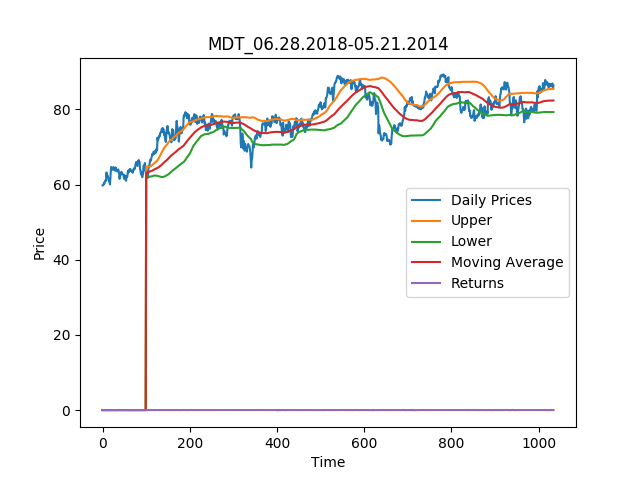 MDT_06.28.2018-05.21.2014
Price
80
60
40
20
0
Daily Prices
Upper
Lower
Moving Average
Returns
0 200 400 600 800 1000
Time